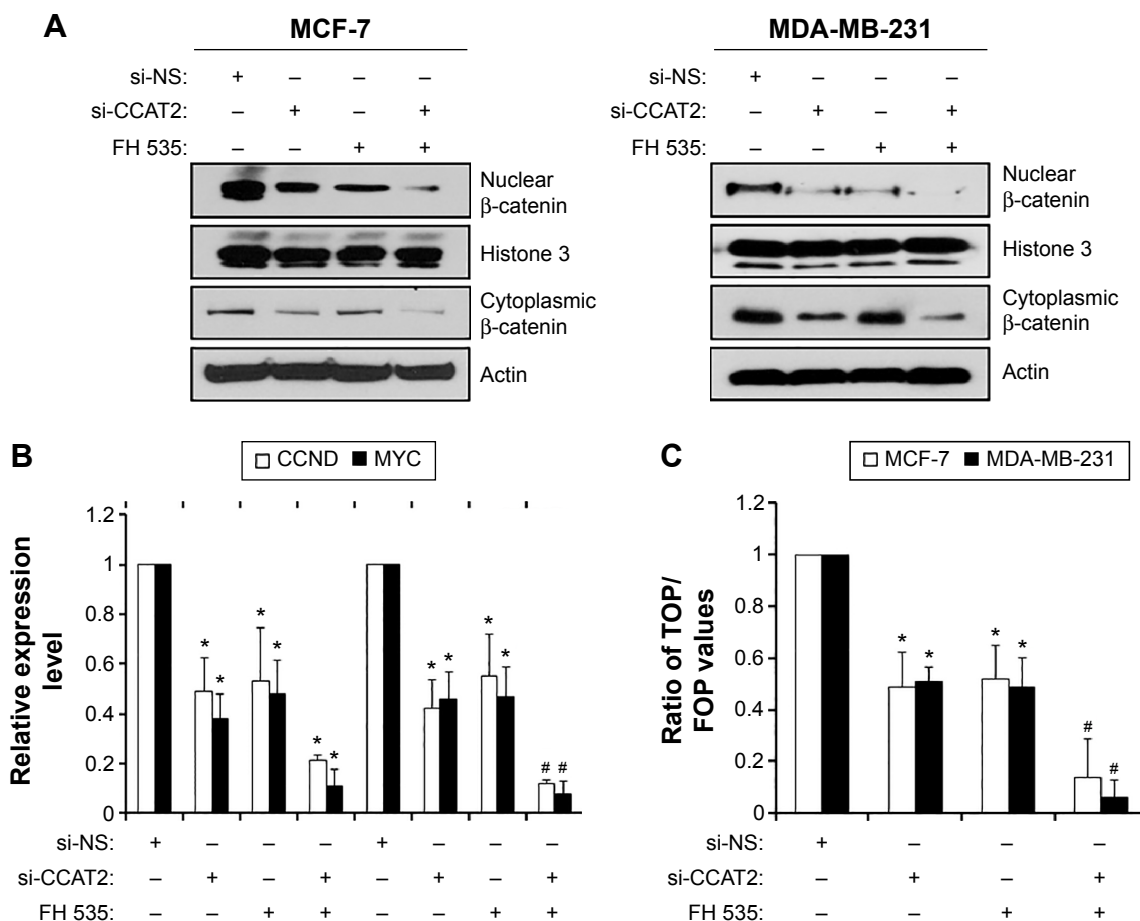 A
MCF-7
si-NS: + – – –
si-CCAT2: – + – +
FH 535: – – + +
Nuclear
β-catenin
Histone 3
Cytoplasmic
β-catenin
Actin
MDA-MB-231
si-NS: + – – –
si-CCAT2: – + – +
FH 535: – – + +
Nuclear
β-catenin
Histone 3
Cytoplasmic
β-catenin
Actin
B
CCND MYC
Relative expression
level
1.2
1
0.8
0.6
0.4
0.2
0
* * * * * * * * * * # #
si-NS: + – – – + – – –
si-CCAT2: – + – + – + – +
FH 535: – – + + – – + +
C
MCF-7 MDA-MB-231
Ratio of TOP/
FOP values
1.2
1
0.8
0.6
0.4
0.2
0
* * * * # #
si-NS: + – – –
si-CCAT2: – + – +
FH 535: – – + +